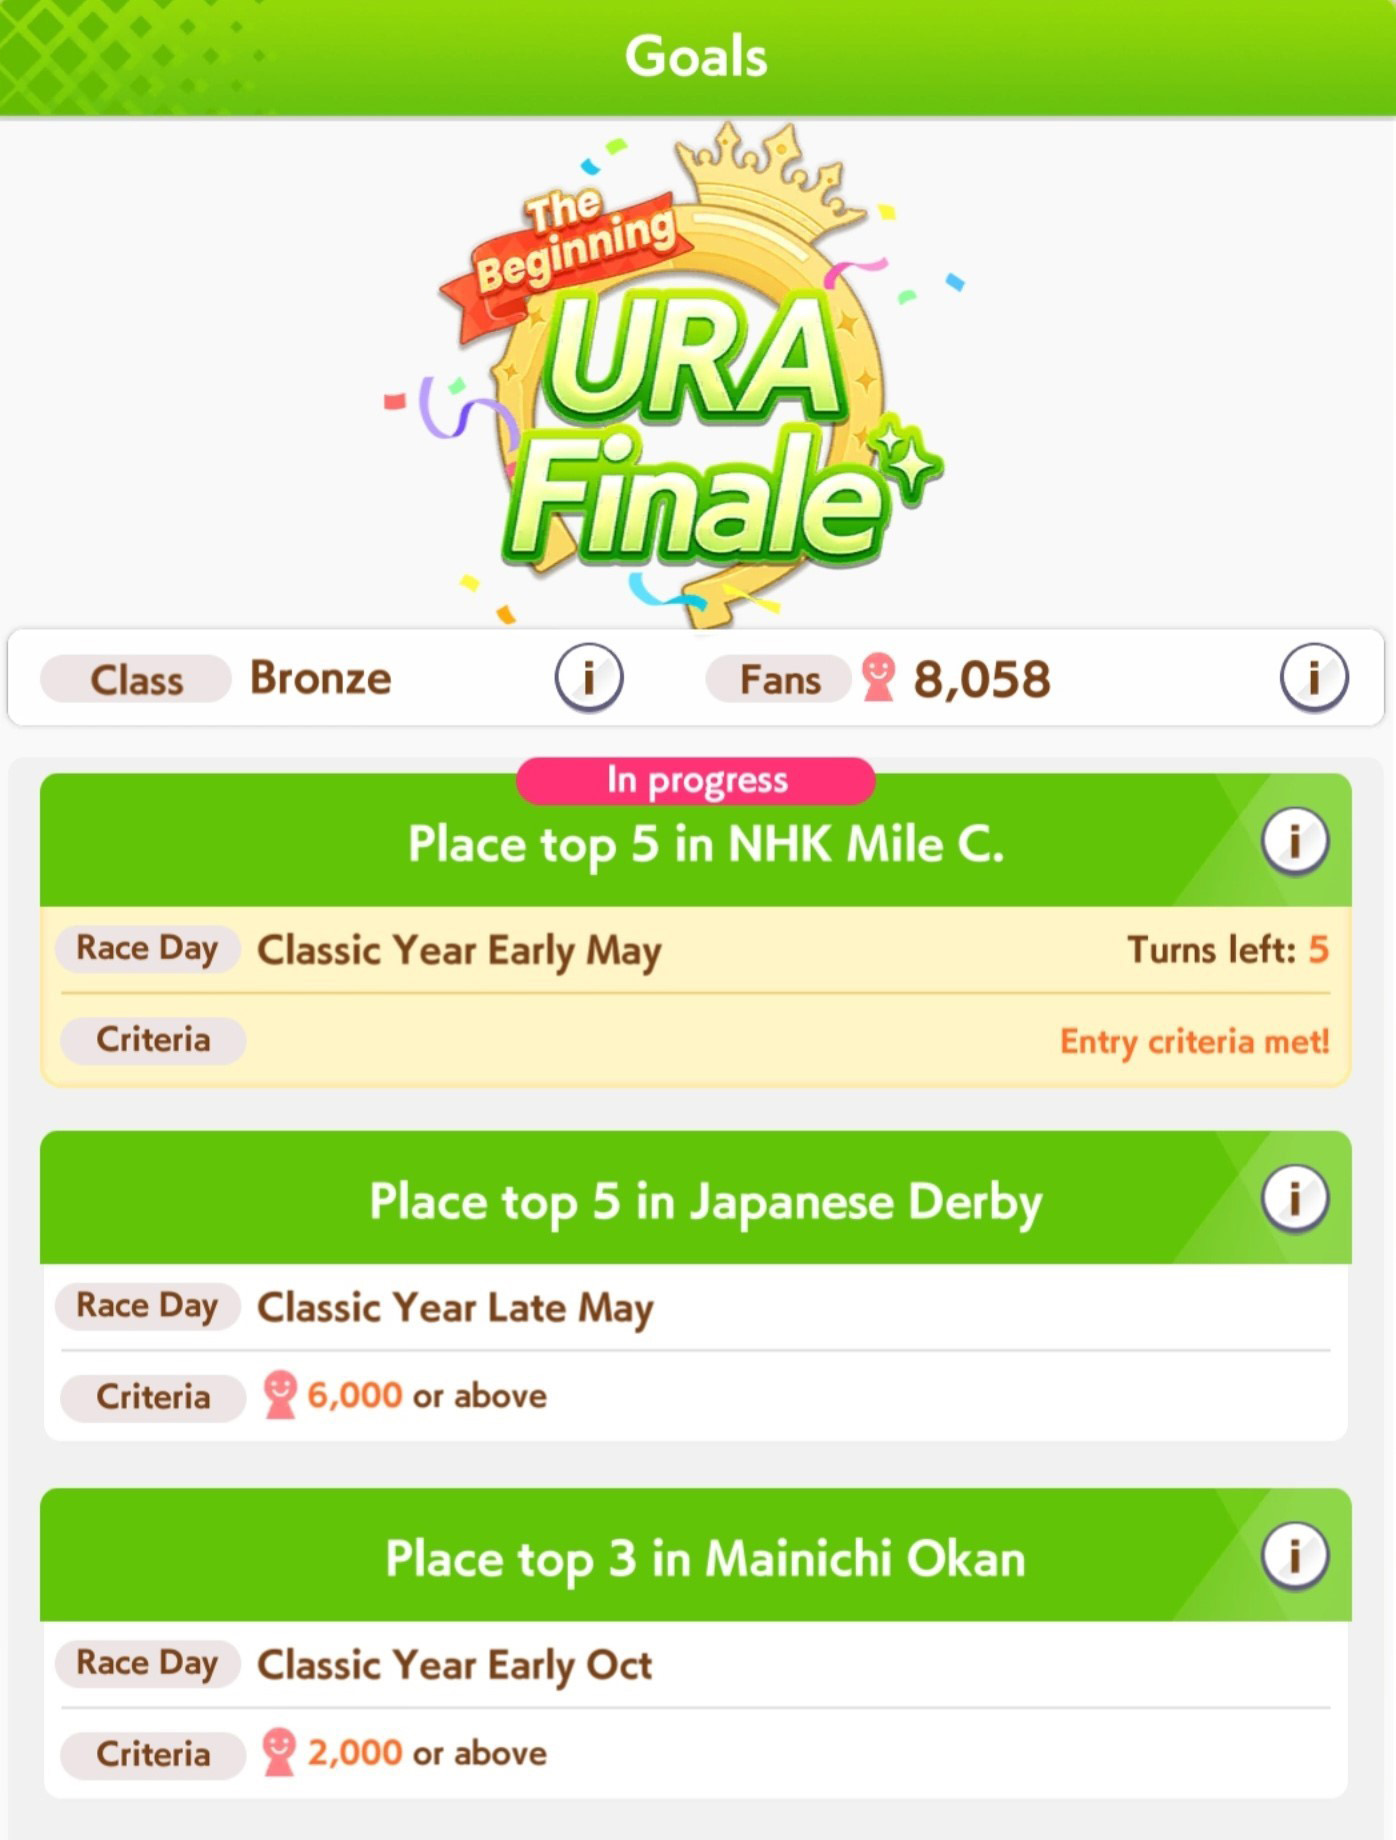 Goals
The
Beginning
URA
Finale
Class Bronze i Fans 8,058 i
In progress
Place top 5 in NHK Mile C. i
Race Day Classic Year Early May Turns left: 5
Criteria Entry criteria met!
Place top 5 in Japanese Derby i
Race Day Classic Year Late May
Criteria 6,000 or above
Place top 3 in Mainichi Okan i
Race Day Classic Year Early Oct
Criteria 2,000 or above